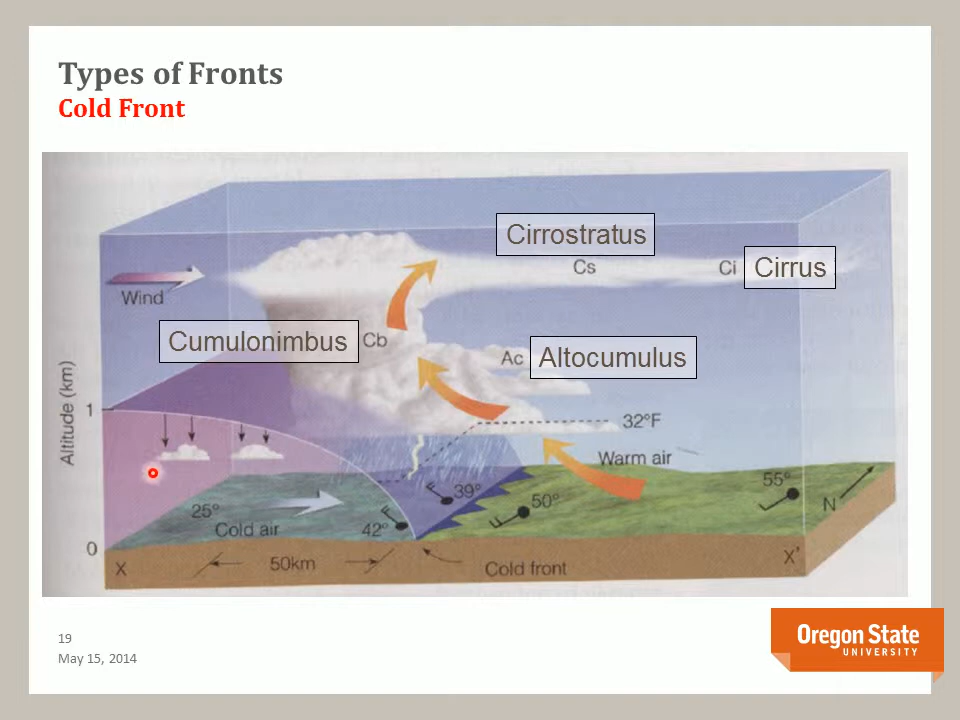 Types of Fronts
Cold Front
Cirrostratus
Cs
Ci
Cirrus
Wind
Cumulonimbus
Cb
Ac
Altocumulus
Altitude (km)
1
32°F
Warm air
25°
Cold air
42°
39°
50°
55°
N
0
X
50km
Cold front
X'
19
May 15, 2014
Oregon State
UNIVERSITY